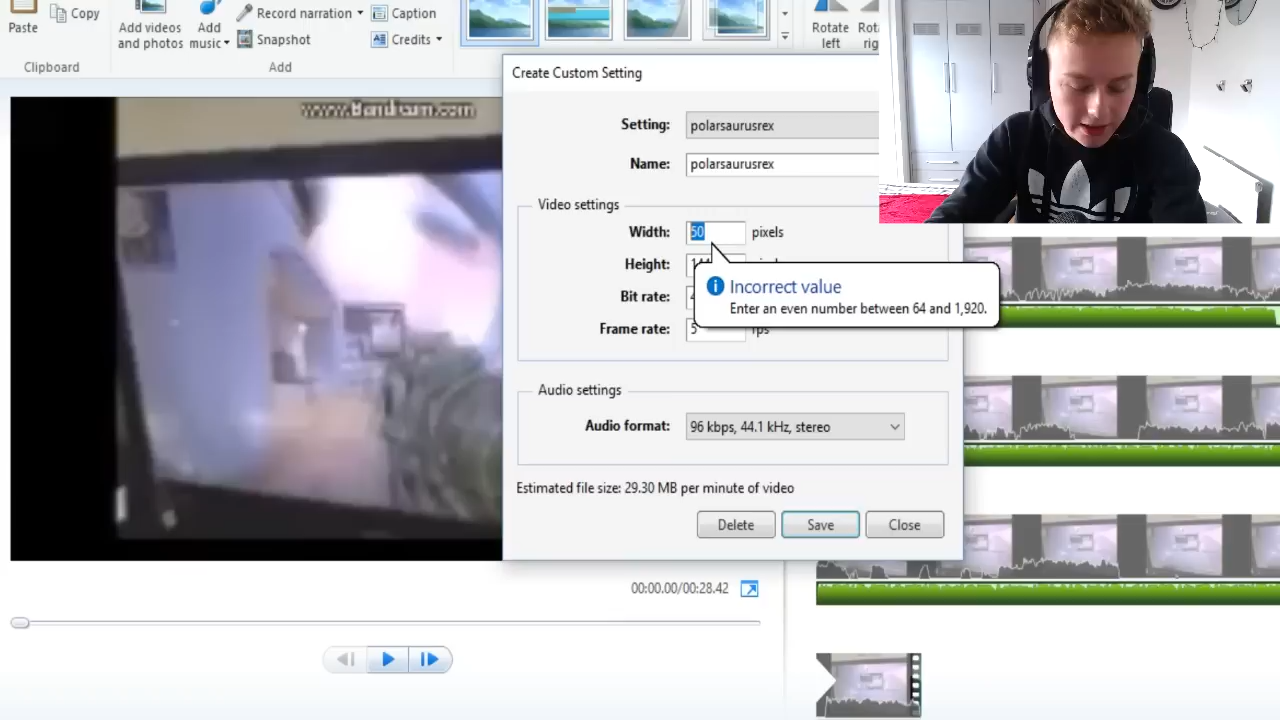 Paste
Copy
Clipboard
Add videos
and photos
Add
music
Record narration
Snapshot
Caption
Credits
Add
Rotate
left
www.Bandicam.com
Create Custom Setting
Setting: polarsaurusrex
Name: polarsaurusrex
Video settings
Width: 50 pixels
Height:
Incorrect value
Enter an even number between 64 and 1,920.
Bit rate:
Frame rate: 5 fps
Audio settings
Audio format: 96 kbps, 44.1 kHz, stereo
Estimated file size: 29.30 MB per minute of video
Delete Save Close
00:00.00/00:28.42